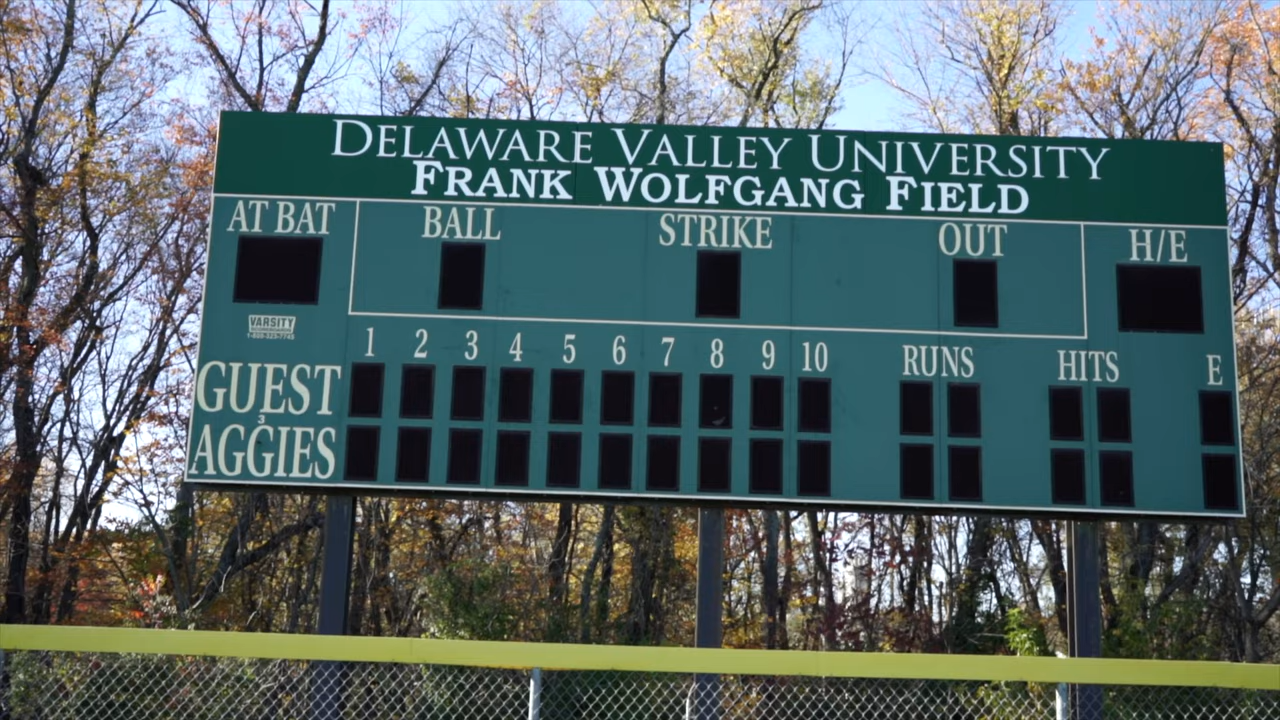 DELAWARE VALLEY UNIVERSITY
FRANK WOLFGANG FIELD
AT BAT BALL STRIKE OUT H/E
VARSITY
1 2 3 4 5 6 7 8 9 10 RUNS HITS E
GUEST
3
AGGIES